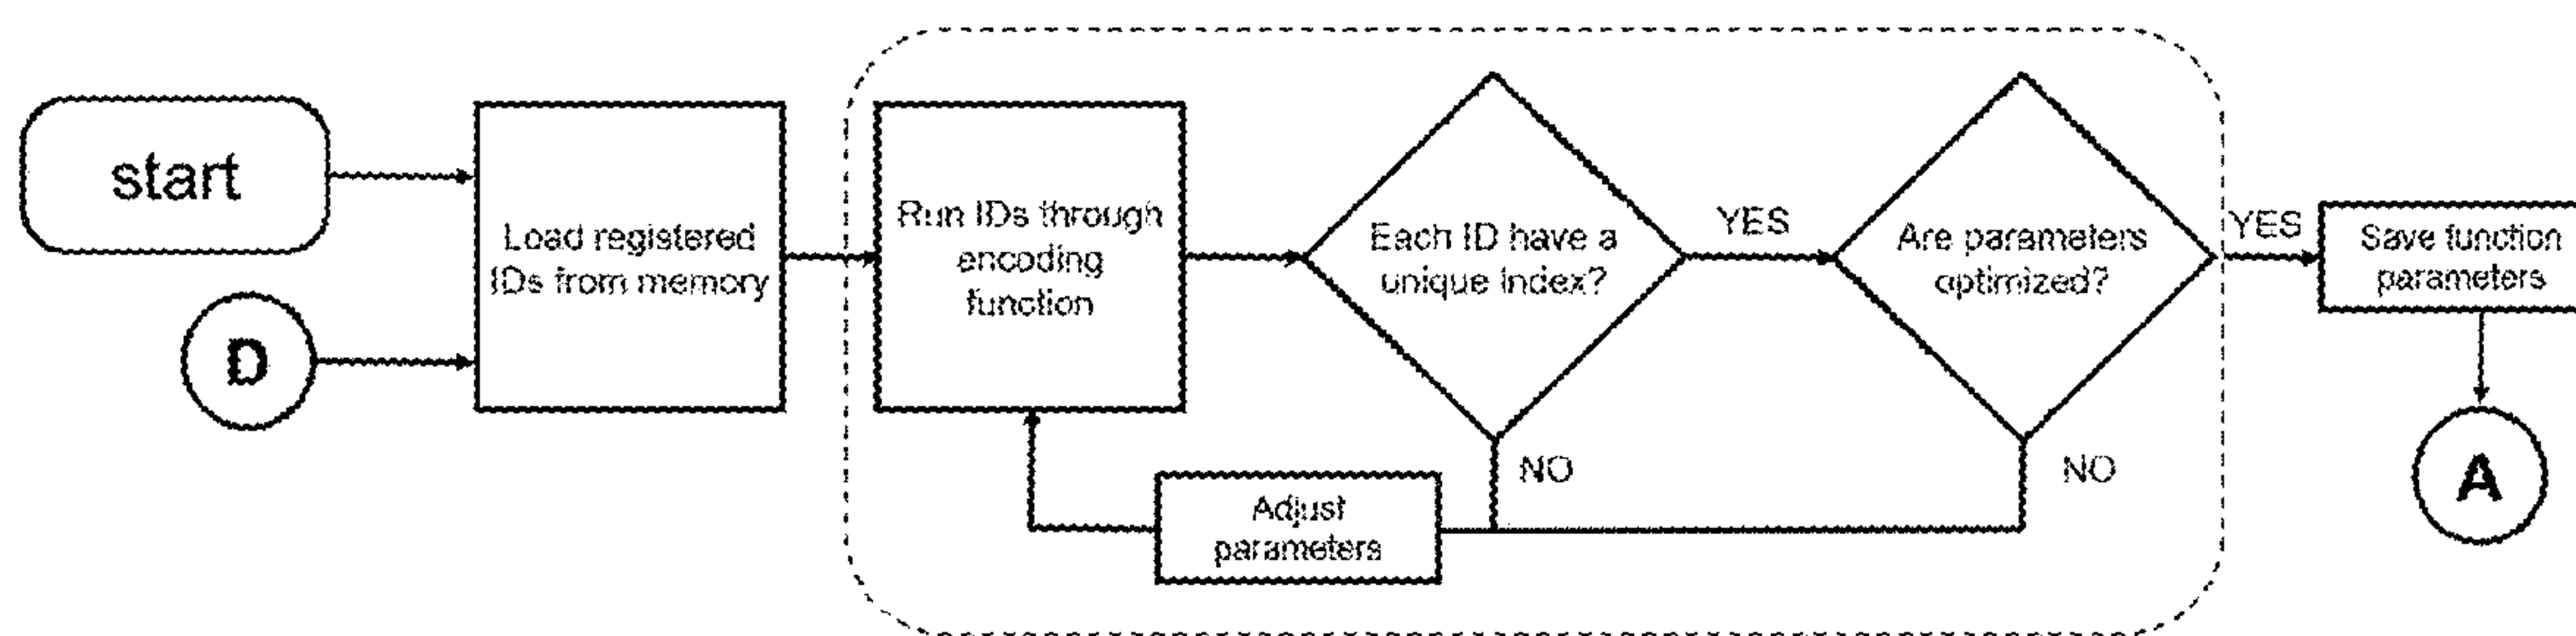 start
D
Load registered
IDs from memory
Run IDs through
encoding
function
Each ID have a
unique index?
YES
Are parameters
optimized?
YES
Save function
parameters
NO
NO
Adjust
parameters
A